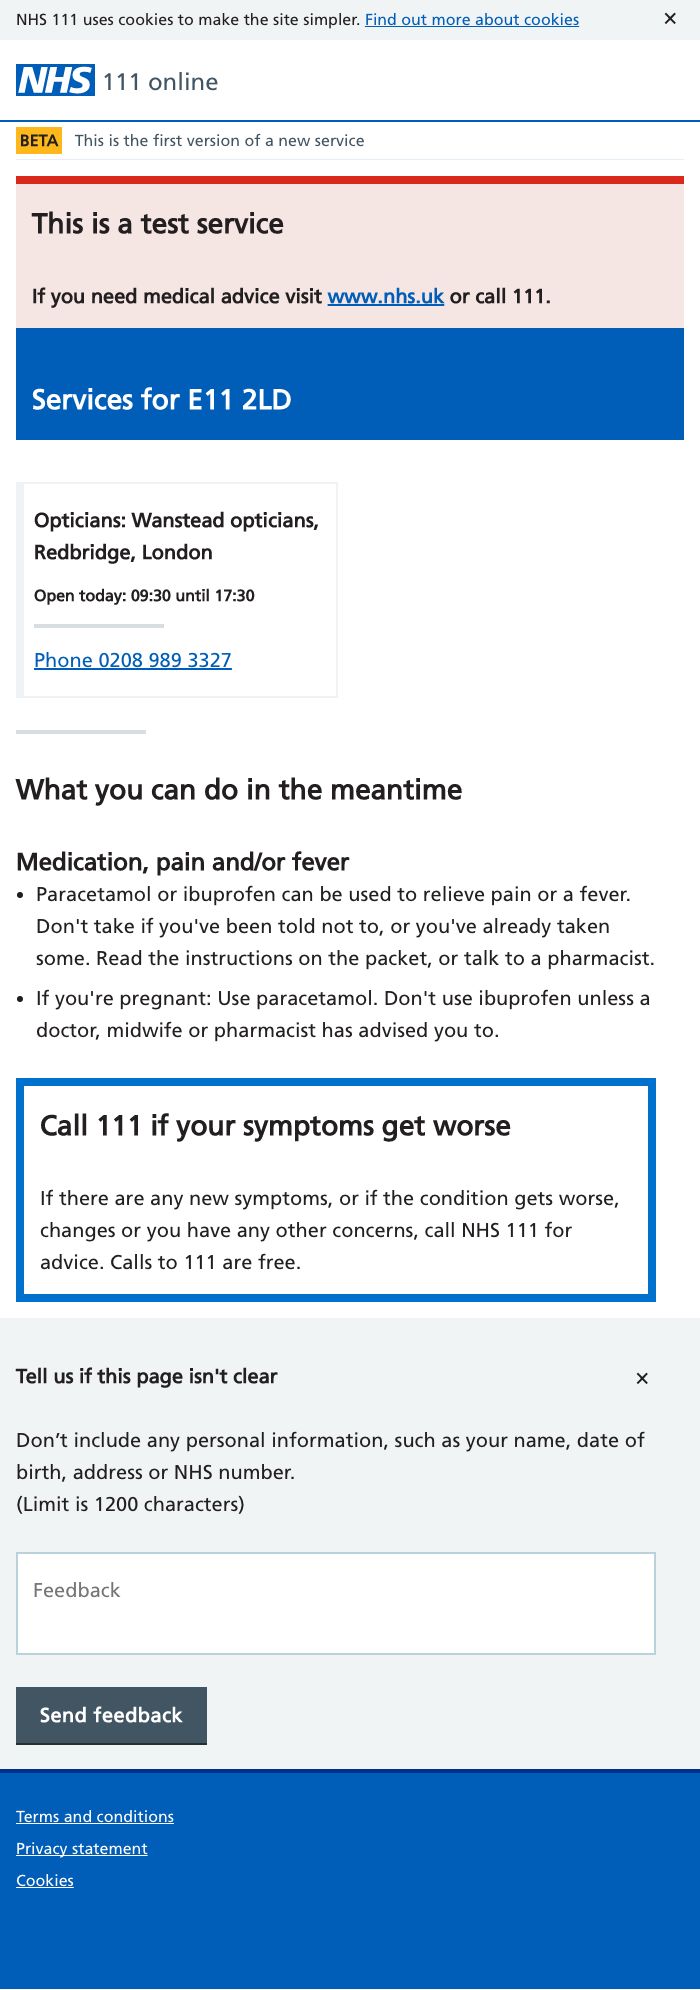 NHS 111 uses cookies to make the site simpler. Find out more about cookies ✕
NHS 111 online
BETA This is the first version of a new service
This is a test service
If you need medical advice visit www.nhs.uk or call 111.
Services for E11 2LD
Opticians: Wanstead opticians,
Redbridge, London
Open today: 09:30 until 17:30
Phone 0208 989 3327
What you can do in the meantime
Medication, pain and/or fever
• Paracetamol or ibuprofen can be used to relieve pain or a fever.
Don't take if you've been told not to, or you've already taken
some. Read the instructions on the packet, or talk to a pharmacist.
• If you're pregnant: Use paracetamol. Don't use ibuprofen unless a
doctor, midwife or pharmacist has advised you to.
Call 111 if your symptoms get worse
If there are any new symptoms, or if the condition gets worse,
changes or you have any other concerns, call NHS 111 for
advice. Calls to 111 are free.
Tell us if this page isn't clear ✕
Don’t include any personal information, such as your name, date of
birth, address or NHS number.
(Limit is 1200 characters)
Feedback
Send feedback
Terms and conditions
Privacy statement
Cookies